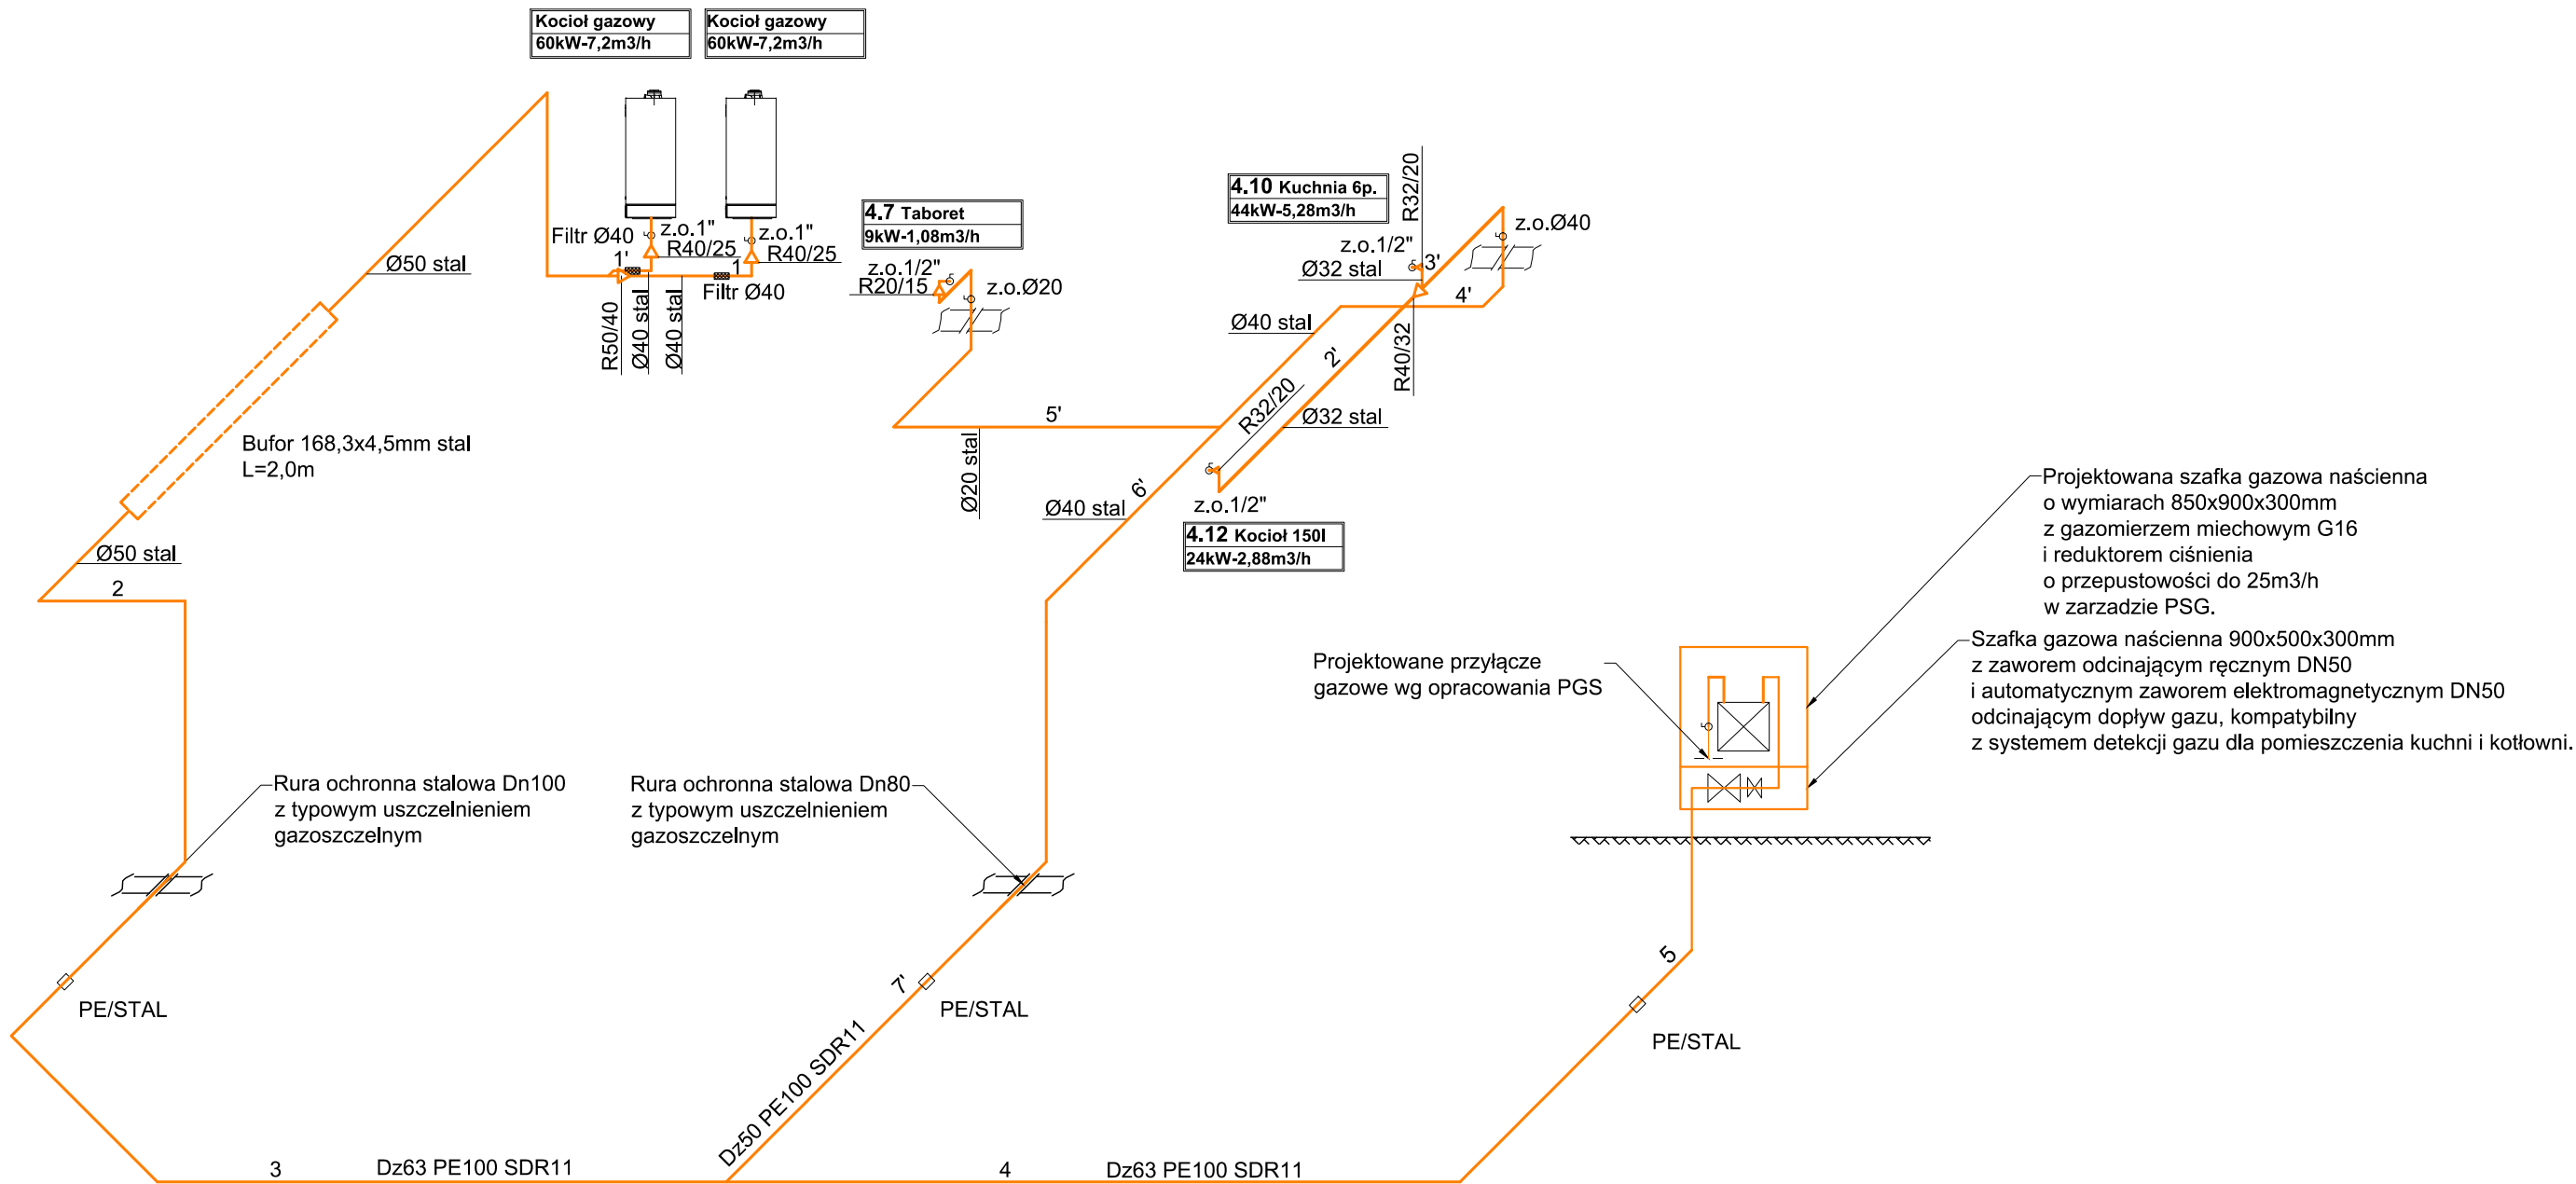 Kocioł gazowy
60kW-7,2m3/h
Kocioł gazowy
60kW-7,2m3/h
Filtr Ø40
z.o.1"
R40/25
z.o.1"
R40/25
1'
1
Filtr Ø40
R50/40
Ø40 stal
Ø40 stal
Ø50 stal
Bufor 168,3x4,5mm stal
L=2,0m
Ø50 stal
2
4.7 Taboret
9kW-1,08m3/h
z.o.1/2"
R20/15
z.o.Ø20
5'
Ø20 stal
4.10 Kuchnia 6p.
44kW-5,28m3/h
R32/20
z.o.1/2"
3'
Ø32 stal
z.o.Ø40
4'
Ø40 stal
R40/32
2'
R32/20
Ø32 stal
6'
Ø40 stal
z.o.1/2"
4.12 Kocioł 150l
24kW-2,88m3/h
Projektowana szafka gazowa naścienna
o wymiarach 850x900x300mm
z gazomierzem miechowym G16
i reduktorem ciśnienia
o przepustowości do 25m3/h
w zarzadzie PSG.
Szafka gazowa naścienna 900x500x300mm
z zaworem odcinającym ręcznym DN50
i automatycznym zaworem elektromagnetycznym DN50
odcinającym dopływ gazu, kompatybilny
z systemem detekcji gazu dla pomieszczenia kuchni i kotłowni.
Projektowane przyłącze
gazowe wg opracowania PGS
Rura ochronna stalowa Dn100
z typowym uszczelnieniem
gazoszczelnym
Rura ochronna stalowa Dn80
z typowym uszczelnieniem
gazoszczelnym
PE/STAL
7'
PE/STAL
5
PE/STAL
Dz50 PE100 SDR11
3
Dz63 PE100 SDR11
4
Dz63 PE100 SDR11